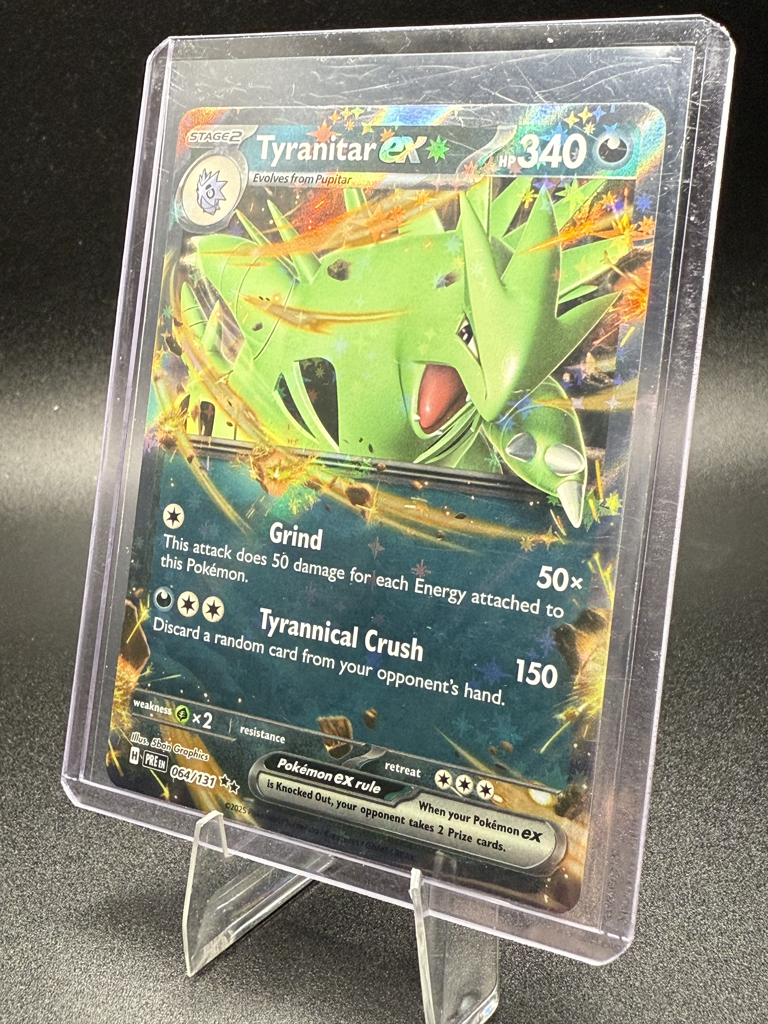 STAGE2 Tyranitar ex HP 340
Evolves from Pupitar
Grind 50×
This attack does 50 damage for each Energy attached to
this Pokémon.
Tyrannical Crush 150
Discard a random card from your opponent's hand.
weakness ×2 resistance retreat
Illus. 5ban Graphics
H PRE EN 064/131
©2025
Pokémon ex rule
When your Pokémon ex
is Knocked Out, your opponent takes 2 Prize cards.